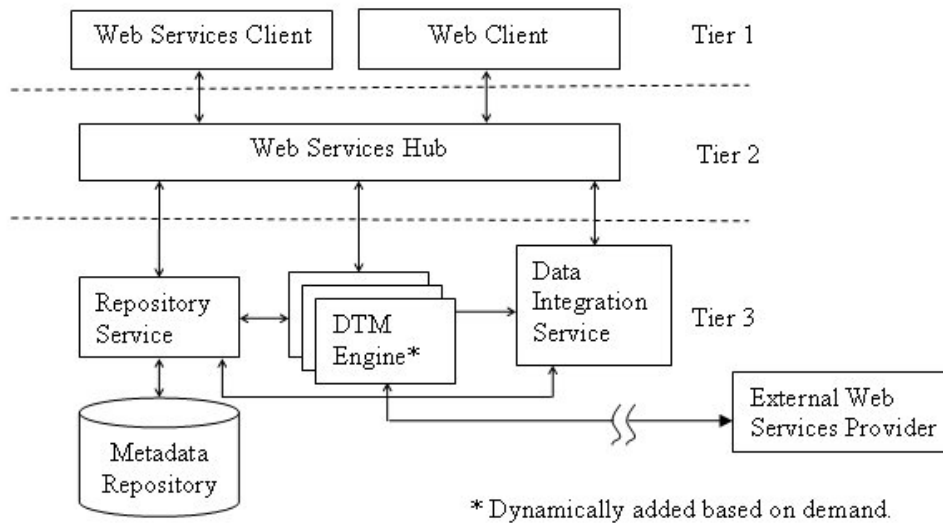 Web Services Client
Web Client
Tier 1
Web Services Hub
Tier 2
Repository
Service
DTM
Engine*
Data
Integration
Service
Tier 3
External Web
Services Provider
Metadata
Repository
* Dynamically added based on demand.